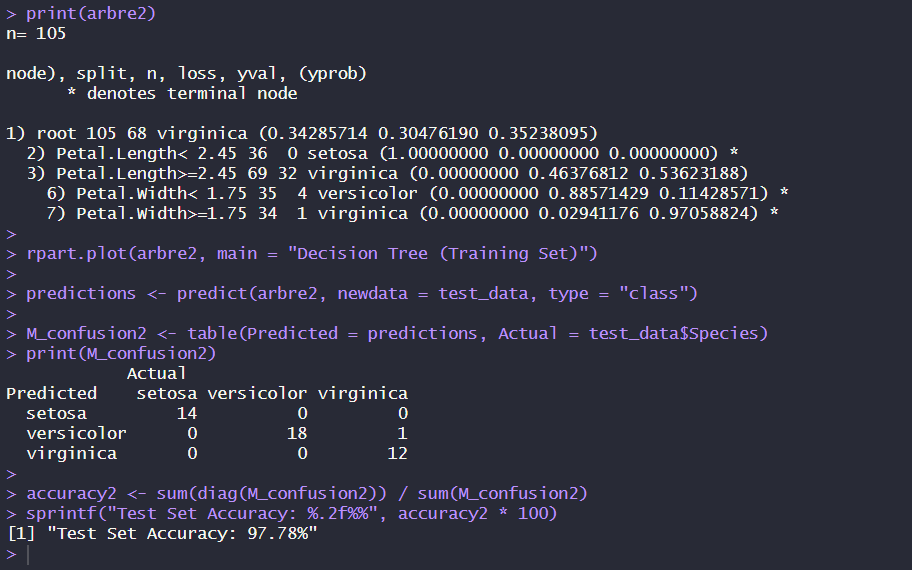 > print(arbre2)
n= 105

node), split, n, loss, yval, (yprob)
      * denotes terminal node

1) root 105 68 virginica (0.34285714 0.30476190 0.35238095)
  2) Petal.Length< 2.45 36  0 setosa (1.00000000 0.00000000 0.00000000) *
  3) Petal.Length>=2.45 69 32 virginica (0.00000000 0.46376812 0.53623188)
    6) Petal.Width< 1.75 35  4 versicolor (0.00000000 0.88571429 0.11428571) *
    7) Petal.Width>=1.75 34  1 virginica (0.00000000 0.02941176 0.97058824) *
>
> rpart.plot(arbre2, main = "Decision Tree (Training Set)")
>
> predictions <- predict(arbre2, newdata = test_data, type = "class")
>
> M_confusion2 <- table(Predicted = predictions, Actual = test_data$Species)
> print(M_confusion2)
            Actual
Predicted    setosa versicolor virginica
  setosa         14          0         0
  versicolor      0         18         1
  virginica       0          0        12
>
> accuracy2 <- sum(diag(M_confusion2)) / sum(M_confusion2)
> sprintf("Test Set Accuracy: %.2f%%", accuracy2 * 100)
[1] "Test Set Accuracy: 97.78%"
>